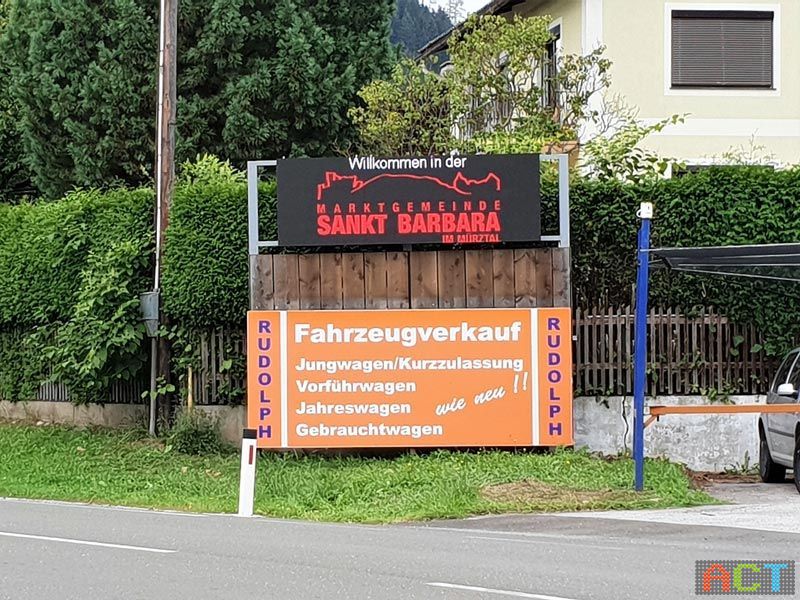 Willkommen in der
MARKTGEMEINDE
SANKT BARBARA
IM MÜRZTAL
RUDOLPH
Fahrzeugverkauf
Jungwagen/Kurzzulassung
Vorführwagen
Jahreswagen
wie neu !!
Gebrauchtwagen
RUDOLPH
ACT